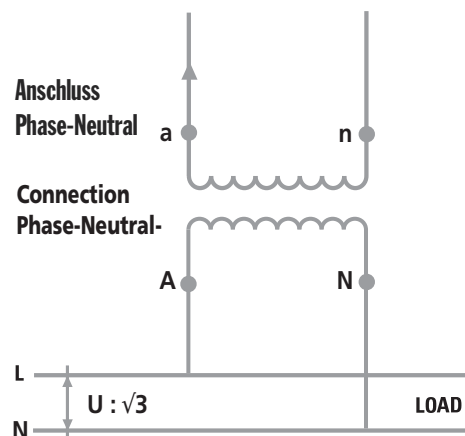 Anschluss
Phase-Neutral
a
n
Connection
Phase-Neutral-
A
N
L
U : √3
LOAD
N